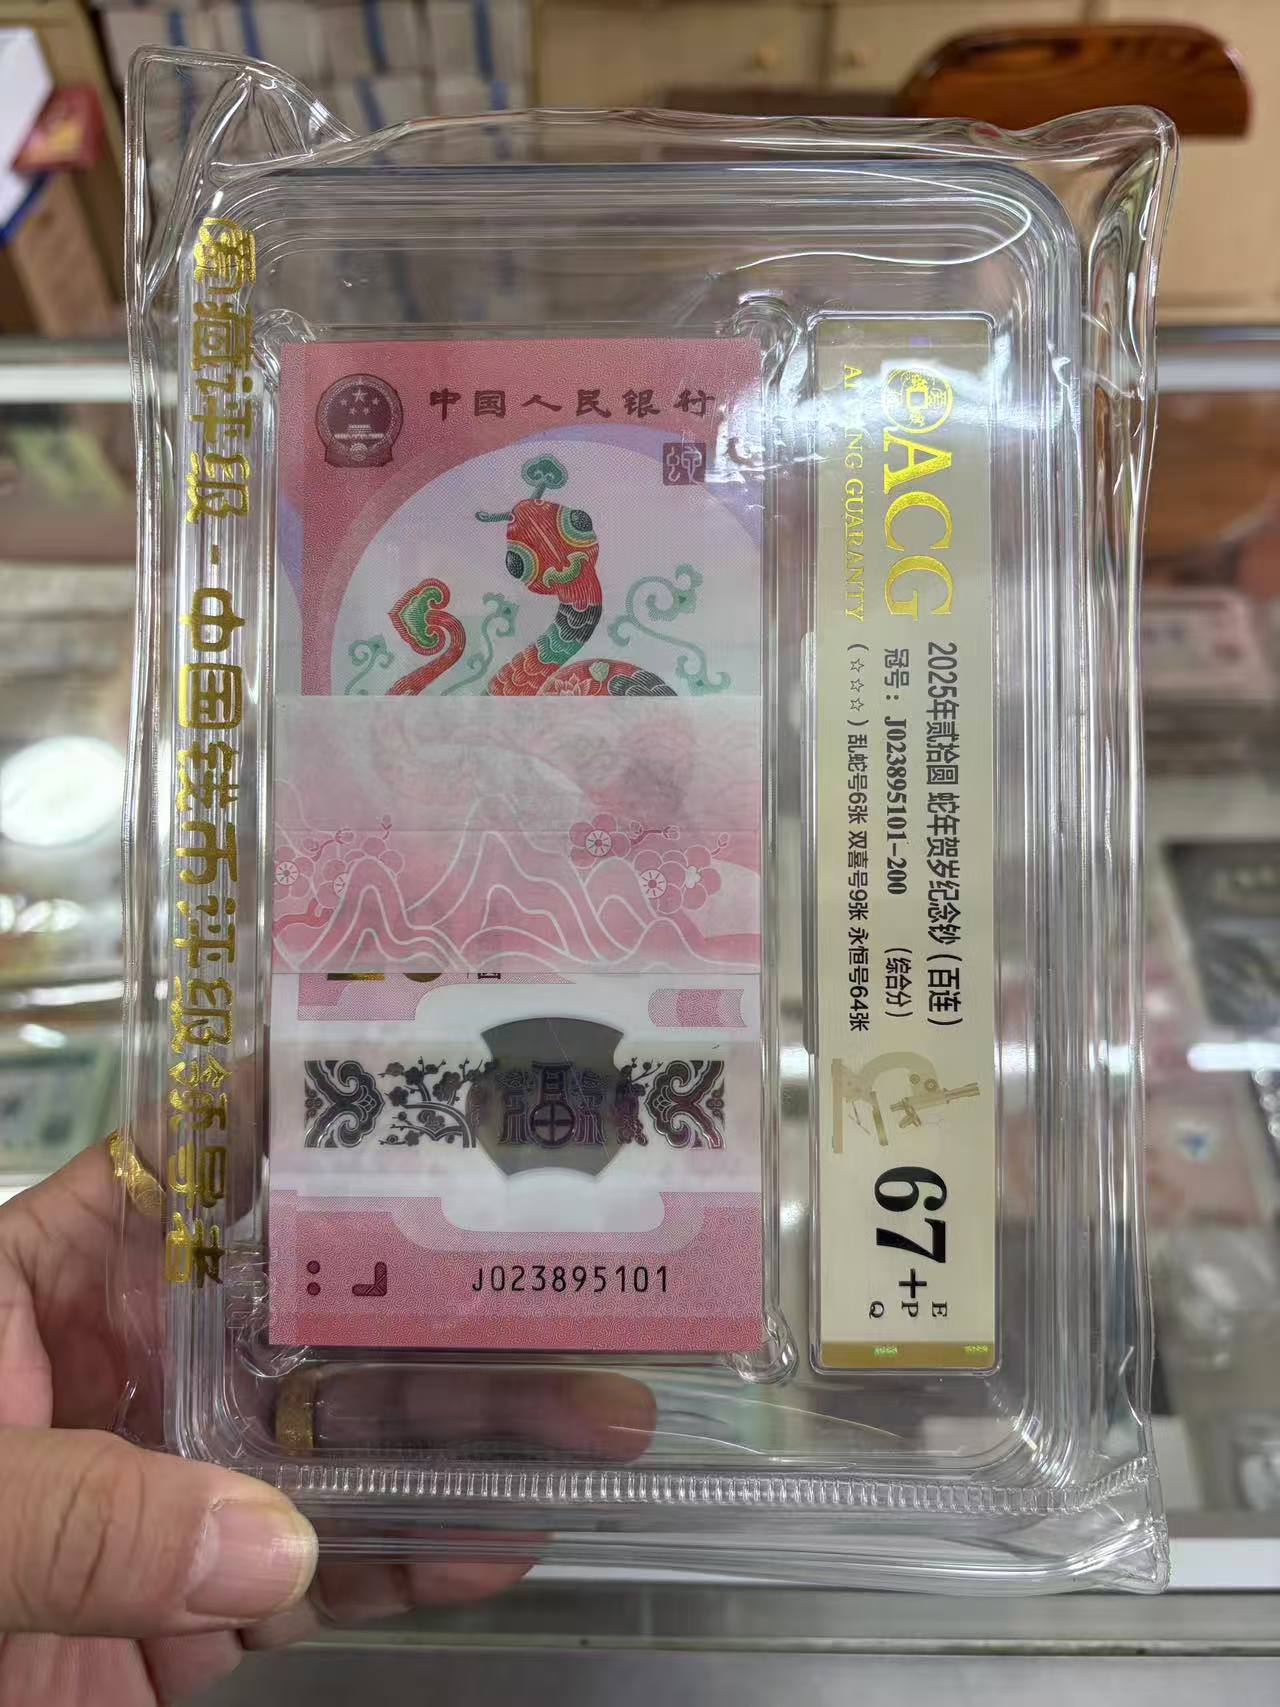 爱藏评级 - 中国钱币评级领导者
中国人民银行
J023895101
ACG
GUARANTY
2025年贰拾圆 蛇年贺岁纪念钞（百连）
冠号：J023895101-200 （综合分）
（☆☆☆）乱蛇号6张 双喜号9张 永恒号64张
67+
E
P
Q